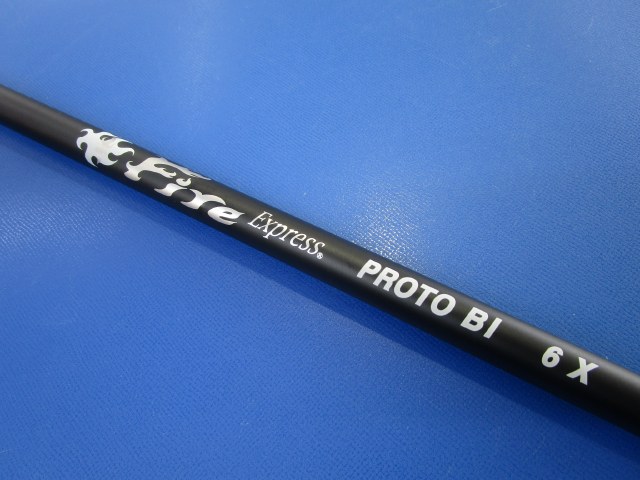 Fire Express® PROTO BI 6 X